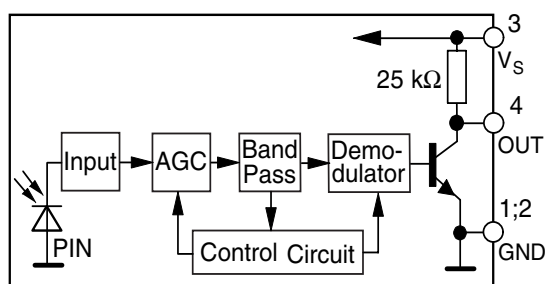 3
V_S
25 kΩ
4
OUT
Input
AGC
Band
Pass
Demo-
dulator
1;2
GND
PIN
Control Circuit